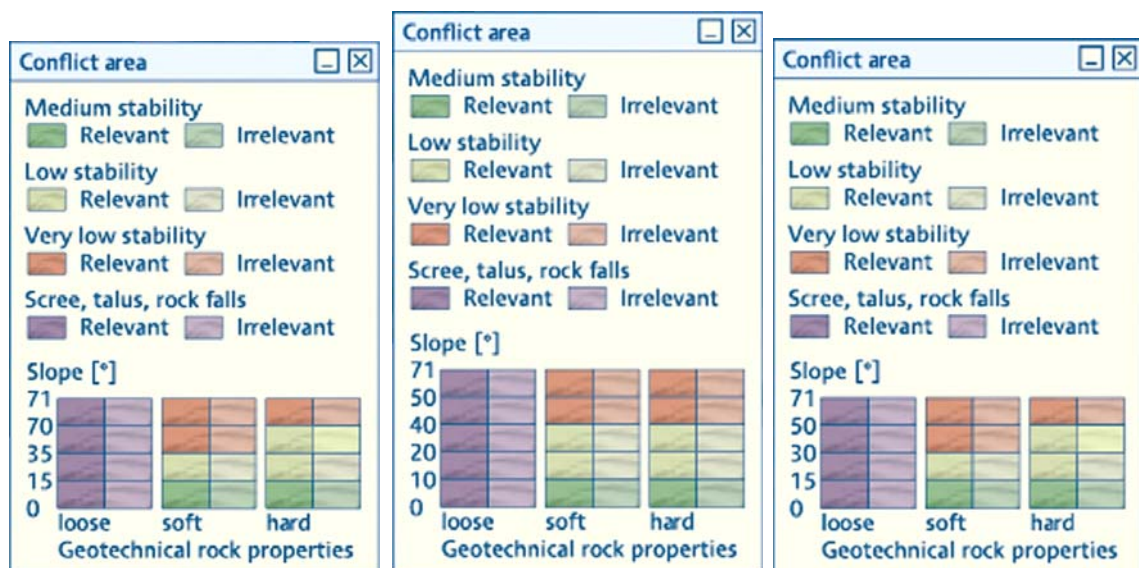 Conflict area
Medium stability
Relevant Irrelevant
Low stability
Relevant Irrelevant
Very low stability
Relevant Irrelevant
Scree, talus, rock falls
Relevant Irrelevant
Slope [°]
71
70
35
15
0
loose soft hard
Geotechnical rock properties
Conflict area
Medium stability
Relevant Irrelevant
Low stability
Relevant Irrelevant
Very low stability
Relevant Irrelevant
Scree, talus, rock falls
Relevant Irrelevant
Slope [°]
71
50
40
20
10
0
loose soft hard
Geotechnical rock properties
Conflict area
Medium stability
Relevant Irrelevant
Low stability
Relevant Irrelevant
Very low stability
Relevant Irrelevant
Scree, talus, rock falls
Relevant Irrelevant
Slope [°]
71
50
30
15
0
loose soft hard
Geotechnical rock properties